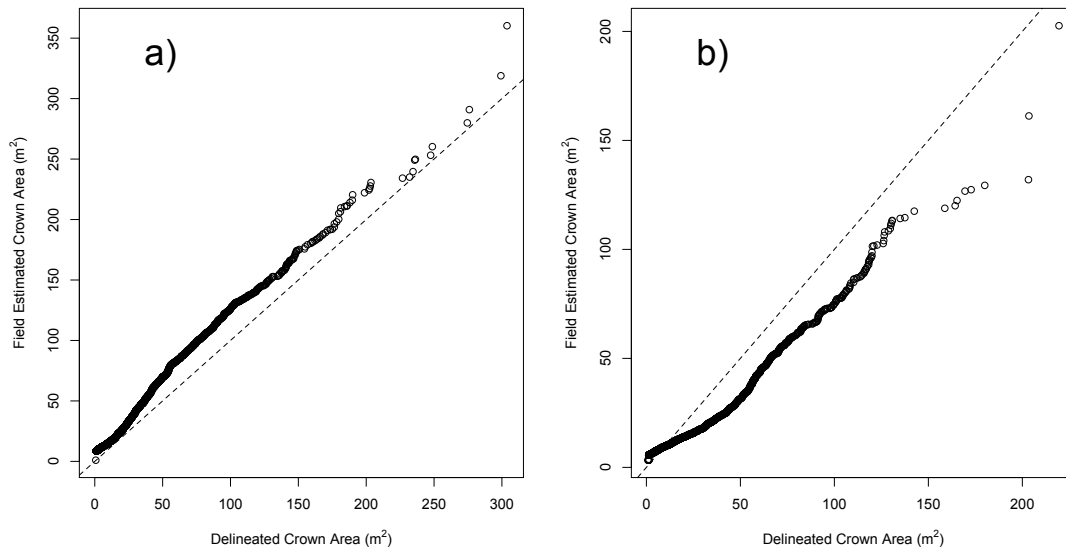 a)
Field Estimated Crown Area (m²)
350
300
250
200
150
100
50
0
0 50 100 150 200 250 300
Delineated Crown Area (m²)
b)
Field Estimated Crown Area (m²)
200
150
100
50
0
0 50 100 150 200
Delineated Crown Area (m²)